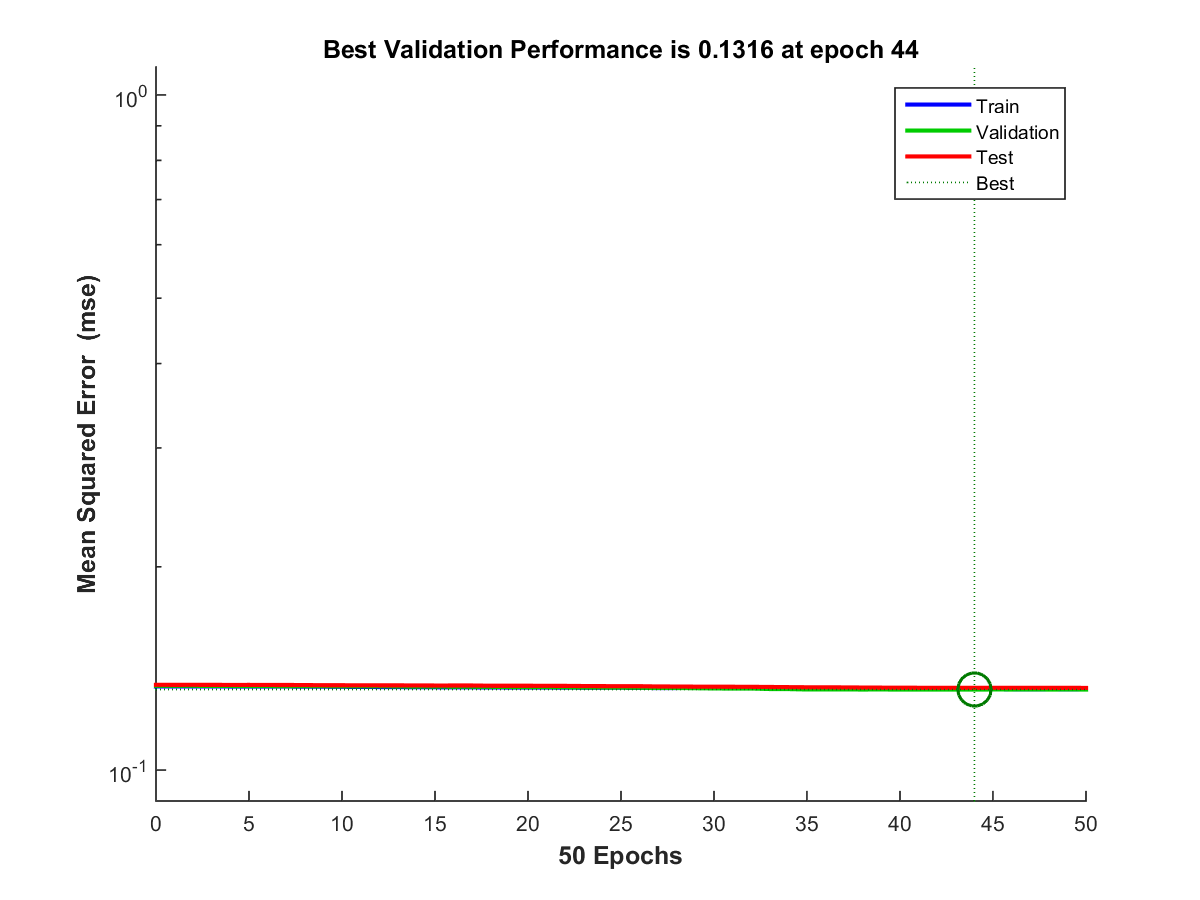 Best Validation Performance is 0.1316 at epoch 44
10^0
Train
Validation
Test
Best
Mean Squared Error (mse)
10^-1
0 5 10 15 20 25 30 35 40 45 50
50 Epochs